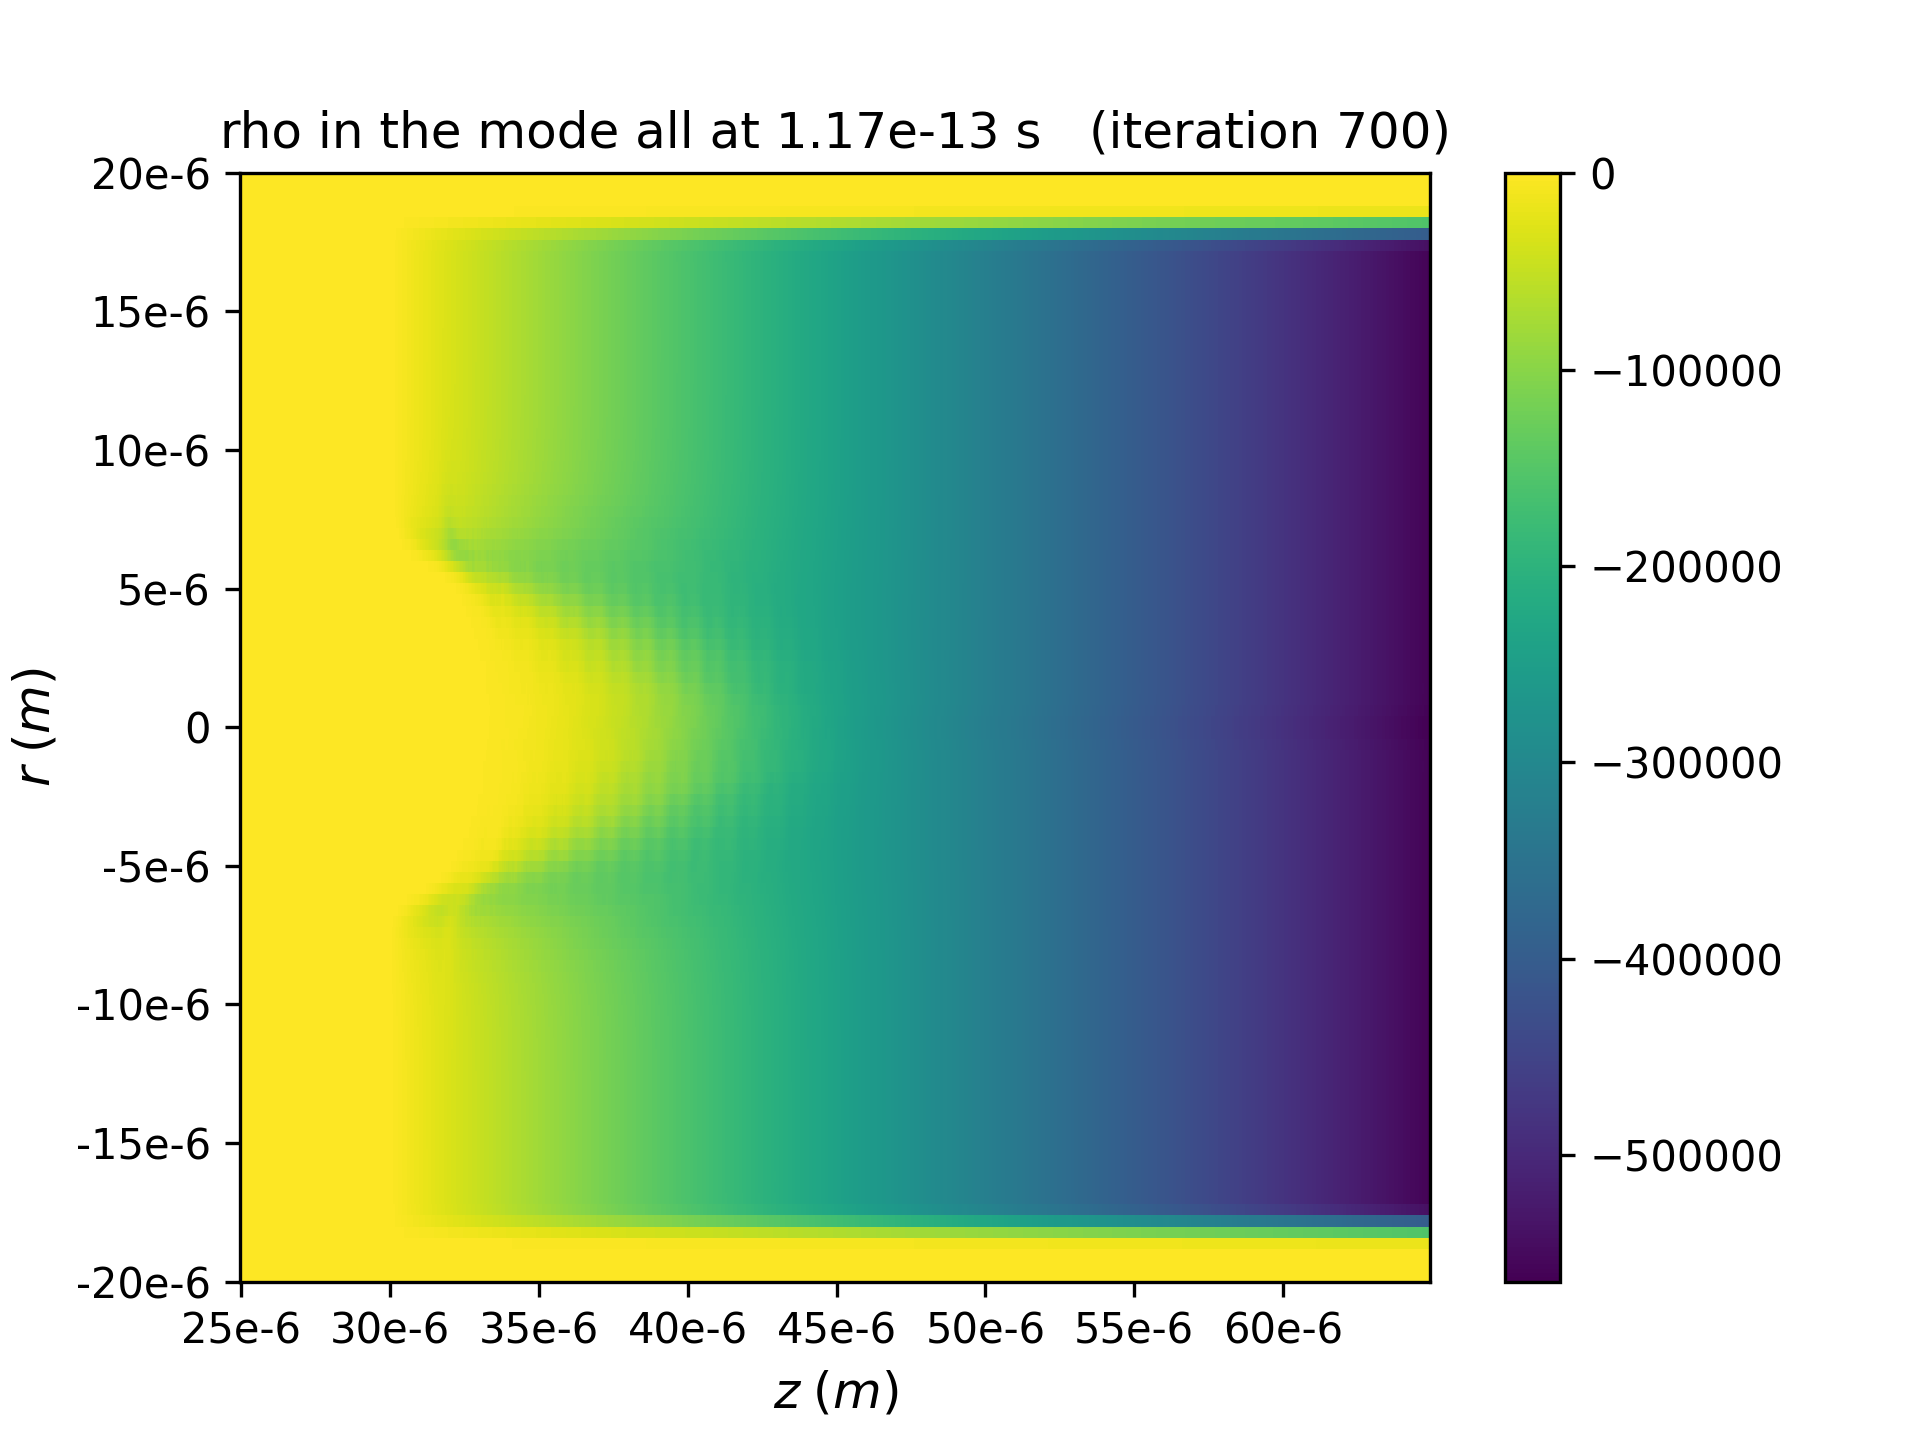 rho in the mode all at 1.17e-13 s (iteration 700)
20e-6
15e-6
10e-6
5e-6
0
-5e-6
-10e-6
-15e-6
-20e-6
r (m)
25e-6 30e-6 35e-6 40e-6 45e-6 50e-6 55e-6 60e-6
z (m)
0
−100000
−200000
−300000
−400000
−500000